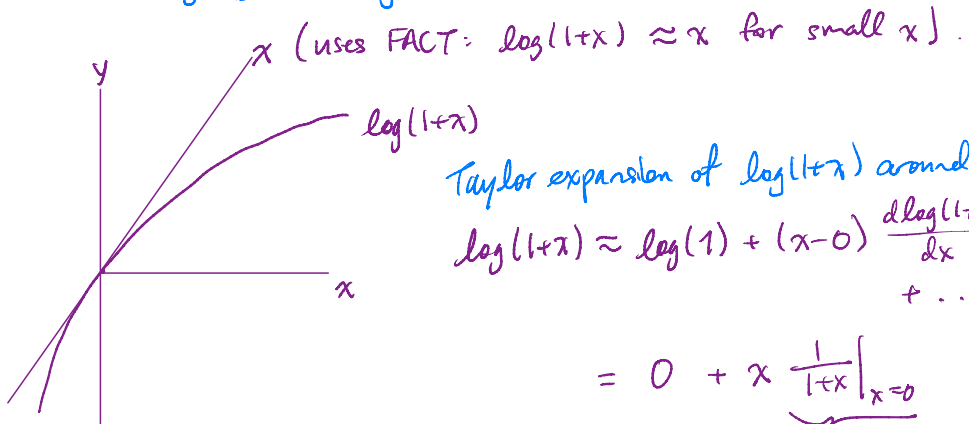 x (uses FACT: log(1+x) ≈ x for small x).
y
log(1+x)
Taylor expansion of log(1+x) around
log(1+x) ≈ log(1) + (x-0) dlog(1+ / dx
+ ..
x
= 0 + x 1/(1+x) |x=0